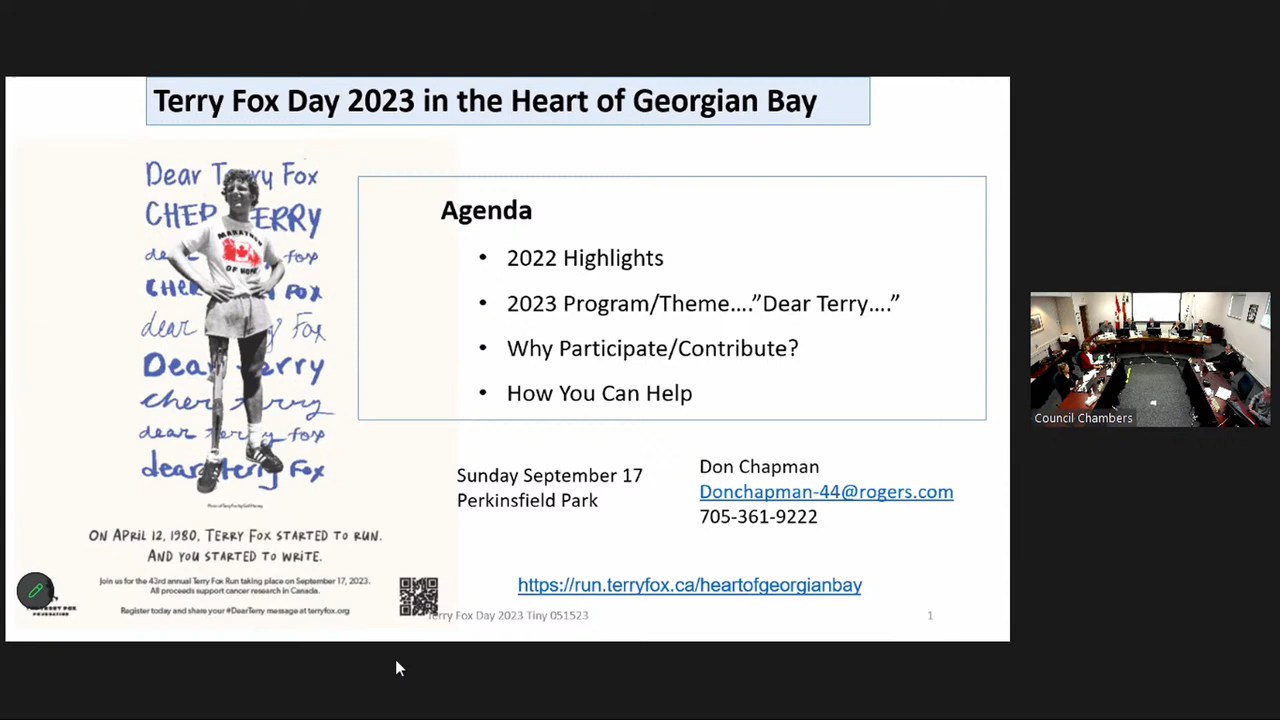 Terry Fox Day 2023 in the Heart of Georgian Bay
Dear Terry Fox
CHER TERRY
dear fox
CHER FOX
dear Fox
Dear Terry
cher terry
dear terry fox
dear terry Fox
MARATHON
OF HOPE
ON APRIL 12, 1980, TERRY FOX STARTED TO RUN.
AND YOU STARTED TO WRITE.
Join us for the 43rd annual Terry Fox Run taking place on September 17, 2023.
All proceeds support cancer research in Canada.
Register today and share your #DearTerry message at terryfox.org
TERRY FOX
FOUNDATION
Agenda
• 2022 Highlights
• 2023 Program/Theme....”Dear Terry....”
• Why Participate/Contribute?
• How You Can Help
Sunday September 17
Perkinsfield Park
Don Chapman
Donchapman-44@rogers.com
705-361-9222
https://run.terryfox.ca/heartofgeorgianbay
Terry Fox Day 2023 Tiny 051523
1
Council Chambers